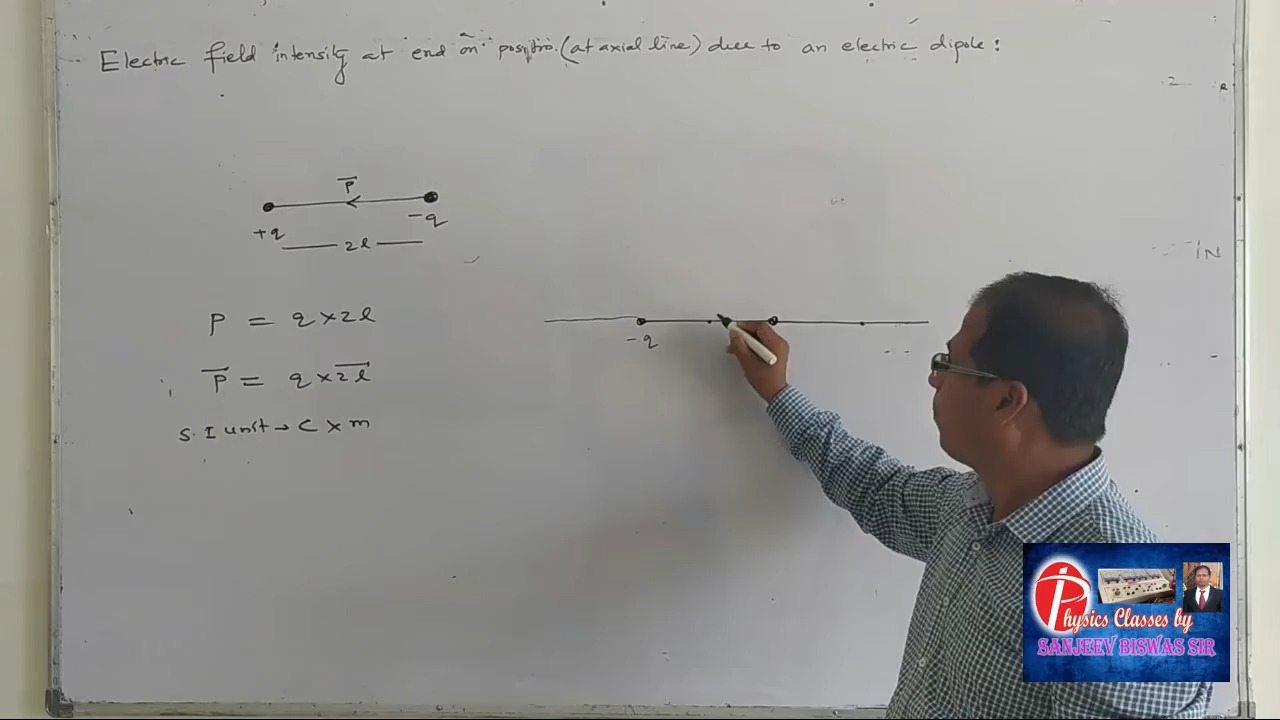 Electric field intensity at end on position (at axial line) due to an electric dipole:
P
+q
-q
2l
P = q x 2l
P = q x 2l
S.I unit → C x m
-q
IN
Physics Classes by
SANJEEV BISWAS SIR